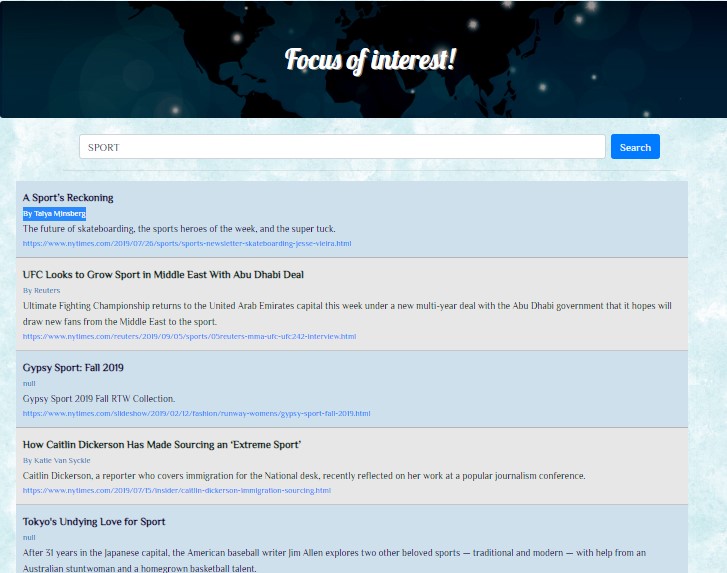 Focus of interest!
SPORT
Search
A Sport's Reckoning
By Talya Minsberg
The future of skateboarding, the sports heroes of the week, and the super tuck.
https://www.nytimes.com/2019/07/26/sports/sports-newsletter-skateboarding-jesse-vieira.html
UFC Looks to Grow Sport in Middle East With Abu Dhabi Deal
By Reuters
Ultimate Fighting Championship returns to the United Arab Emirates capital this week under a new multi-year deal with the Abu Dhabi government that it hopes will
draw new fans from the Middle East to the sport.
https://www.nytimes.com/reuters/2019/09/05/sports/05reuters-mma-ufc-ufc242-interview.html
Gypsy Sport: Fall 2019
null
Gypsy Sport 2019 Fall RTW Collection.
https://www.nytimes.com/slideshow/2019/02/12/fashion/runway-womens/gypsy-sport-fall-2019.html
How Caitlin Dickerson Has Made Sourcing an ‘Extreme Sport’
By Katie Van Syckle
Caitlin Dickerson, a reporter who covers immigration for the National desk, recently reflected on her work at a popular journalism conference.
https://www.nytimes.com/2019/07/15/insider/caitlin-dickerson-immigration-sourcing.html
Tokyo's Undying Love for Sport
null
After 31 years in the Japanese capital, the American baseball writer Jim Allen explores two other beloved sports — traditional and modern — with help from an
Australian stuntwoman and a homegrown basketball talent.